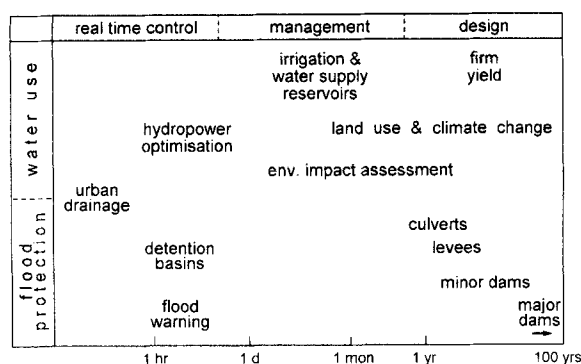 real time control
management
design
water use
flood
protection
irrigation &
water supply
reservoirs
firm
yield
hydropower
optimisation
land use & climate change
env. impact assessment
urban
drainage
culverts
levees
detention
basins
minor dams
flood
warning
major
dams
1 hr
1 d
1 mon
1 yr
100 yrs